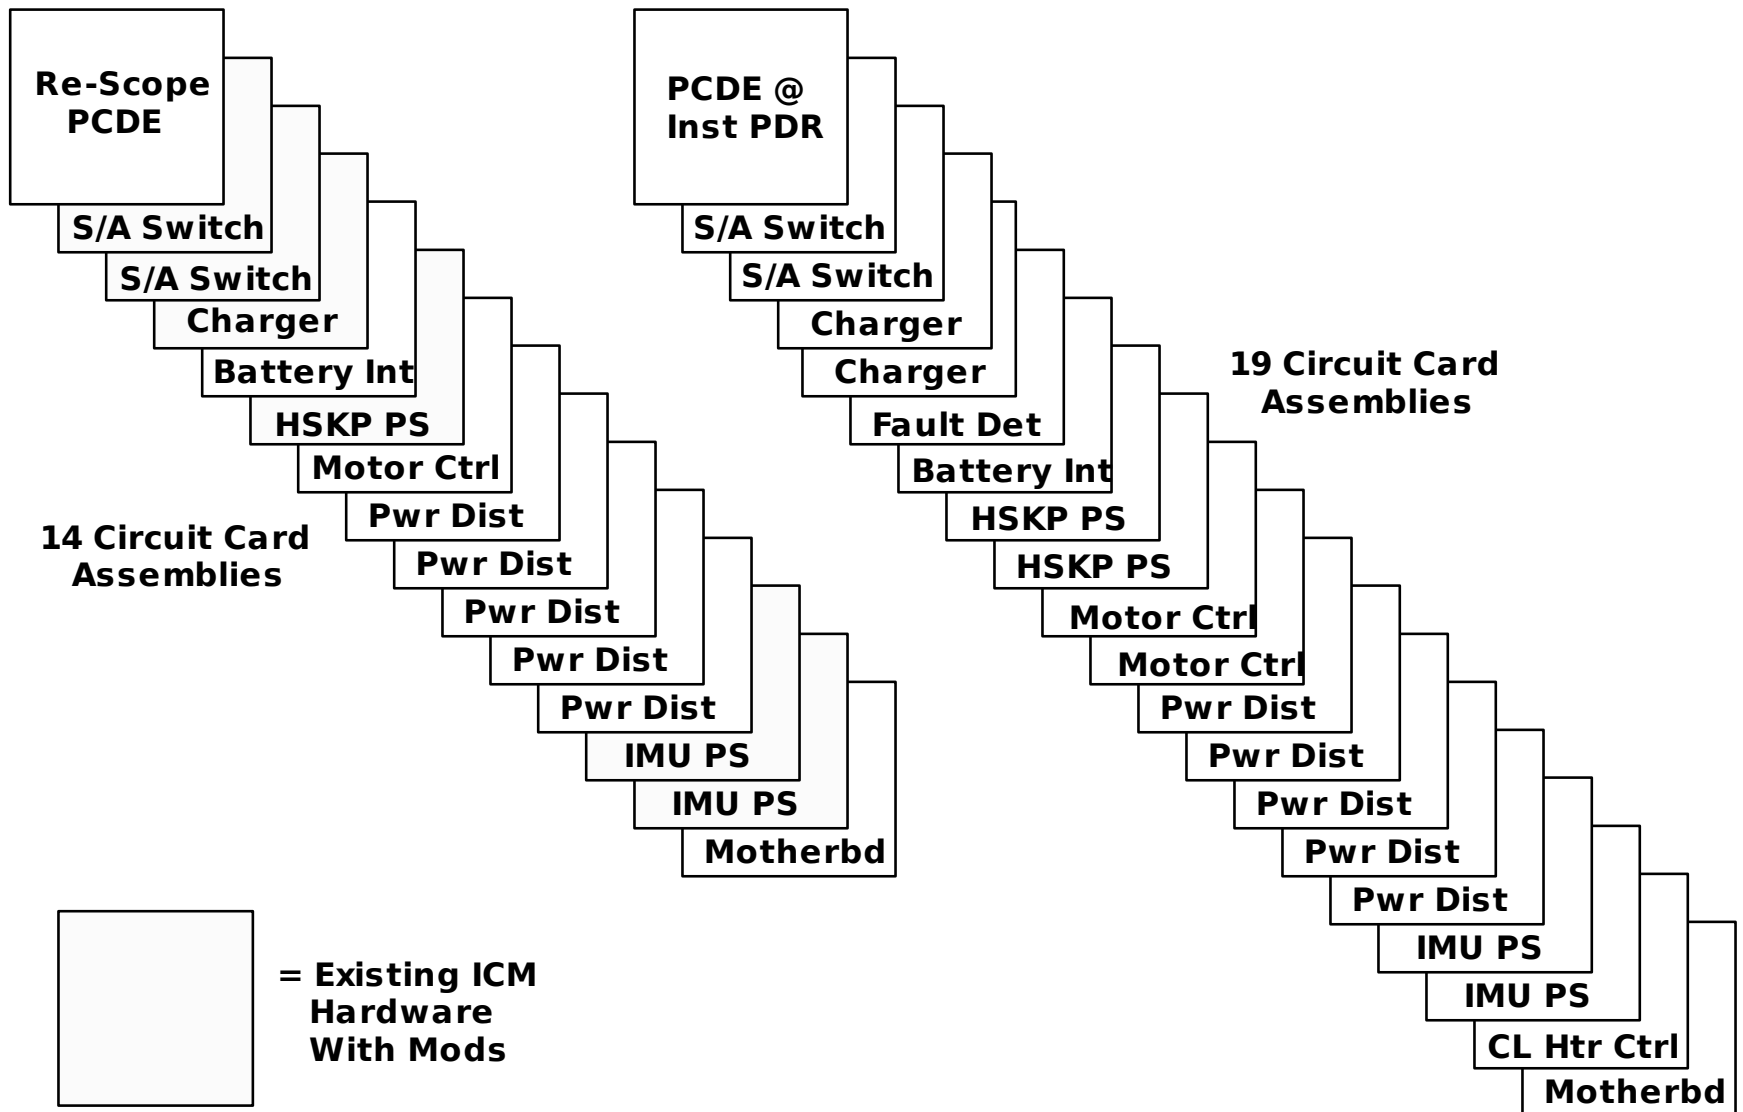 Re-Scope
PCDE
S/A Switch
S/A Switch
Charger
Battery Int
HSKP PS
Motor Ctrl
Pwr Dist
Pwr Dist
Pwr Dist
Pwr Dist
Pwr Dist
IMU PS
IMU PS
Motherbd
14 Circuit Card
Assemblies
PCDE @
Inst PDR
S/A Switch
S/A Switch
Charger
Charger
Fault Det
Battery Int
HSKP PS
HSKP PS
Motor Ctrl
Motor Ctrl
Pwr Dist
Pwr Dist
Pwr Dist
Pwr Dist
Pwr Dist
IMU PS
IMU PS
CL Htr Ctrl
Motherbd
19 Circuit Card
Assemblies
= Existing ICM
Hardware
With Mods